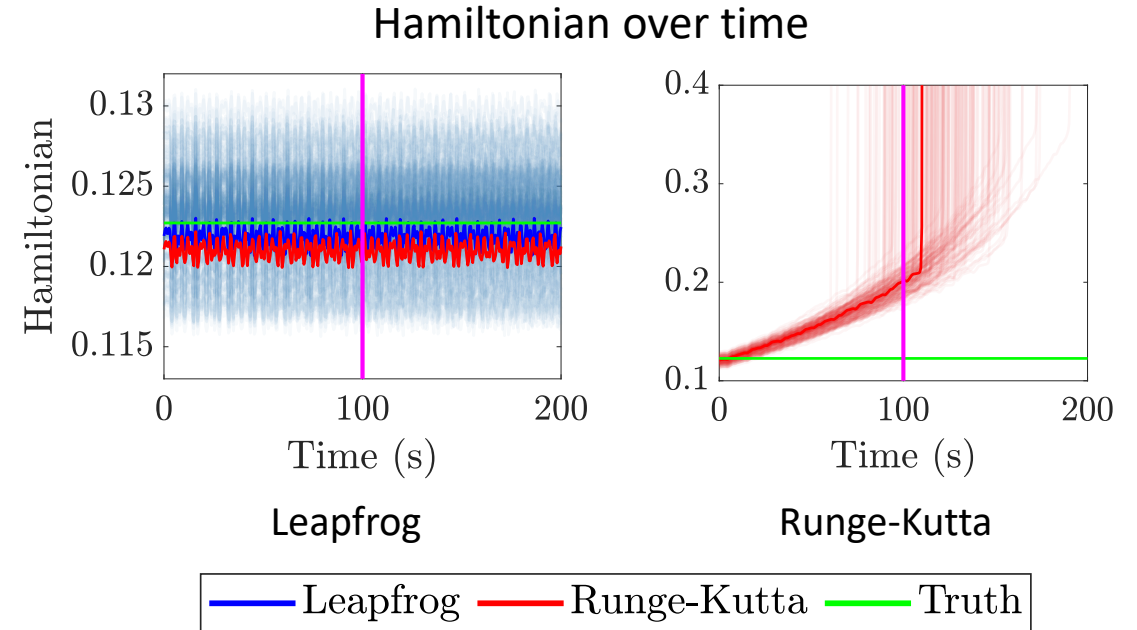 Hamiltonian over time
Hamiltonian
0.13
0.125
0.12
0.115
0 100 200
Time (s)
Leapfrog
0.4
0.3
0.2
0.1
0 100 200
Time (s)
Runge-Kutta
Leapfrog Runge-Kutta Truth